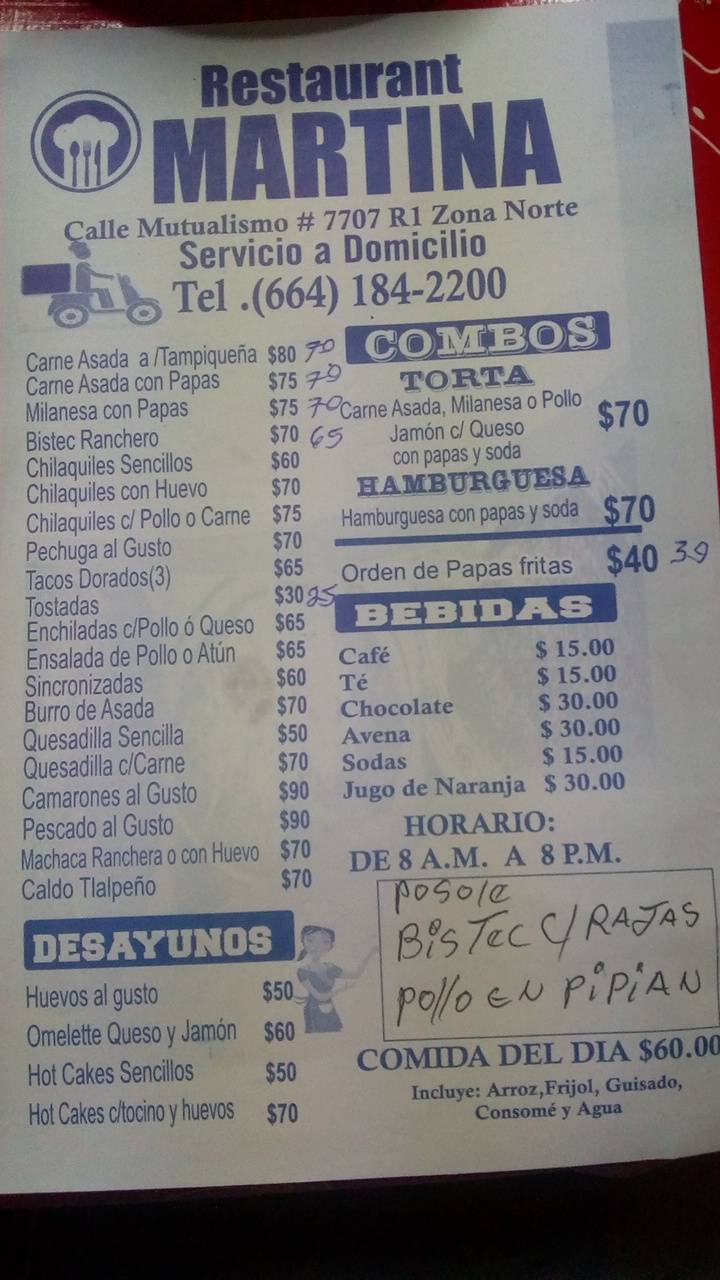 Restaurant
MARTINA
Calle Mutualismo # 7707 R1 Zona Norte
Servicio a Domicilio
Tel .(664) 184-2200
Carne Asada a /Tampiqueña $80 70
Carne Asada con Papas $75 70
Milanesa con Papas $75 70
Bistec Ranchero $70 65
Chilaquiles Sencillos $60
Chilaquiles con Huevo $70
Chilaquiles c/ Pollo o Carne $75
Pechuga al Gusto $70
Tacos Dorados(3) $65
Tostadas $30 25
Enchiladas c/Pollo ó Queso $65
Ensalada de Pollo o Atún $65
Sincronizadas $60
Burro de Asada $70
Quesadilla Sencilla $50
Quesadilla c/Carne $70
Camarones al Gusto $90
Pescado al Gusto $90
Machaca Ranchera o con Huevo $70
Caldo Tlalpeño $70
DESAYUNOS
Huevos al gusto $50
Omelette Queso y Jamón $60
Hot Cakes Sencillos $50
Hot Cakes c/tocino y huevos $70
COMBOS
TORTA
Carne Asada, Milanesa o Pollo $70
Jamón c/ Queso
con papas y soda
HAMBURGUESA
Hamburguesa con papas y soda $70
Orden de Papas fritas $40 39
BEBIDAS
Café $ 15.00
Té $ 15.00
Chocolate $ 30.00
Avena $ 30.00
Sodas $ 15.00
Jugo de Naranja $ 30.00
HORARIO:
DE 8 A.M. A 8 P.M.
POSOLE
BISTEC C/ RAJAS
POLLO EN PIPIAN
COMIDA DEL DIA $60.00
Incluye: Arroz,Frijol, Guisado,
Consomé y Agua